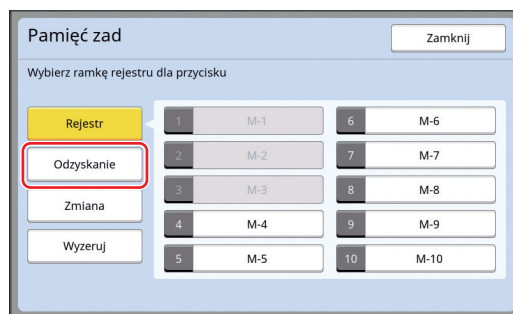 Pamięć zad
Zamknij
Wybierz ramkę rejestru dla przycisku
Rejestr
Odzyskanie
Zmiana
Wyzeruj
1 M-1
2 M-2
3 M-3
4 M-4
5 M-5
6 M-6
7 M-7
8 M-8
9 M-9
10 M-10